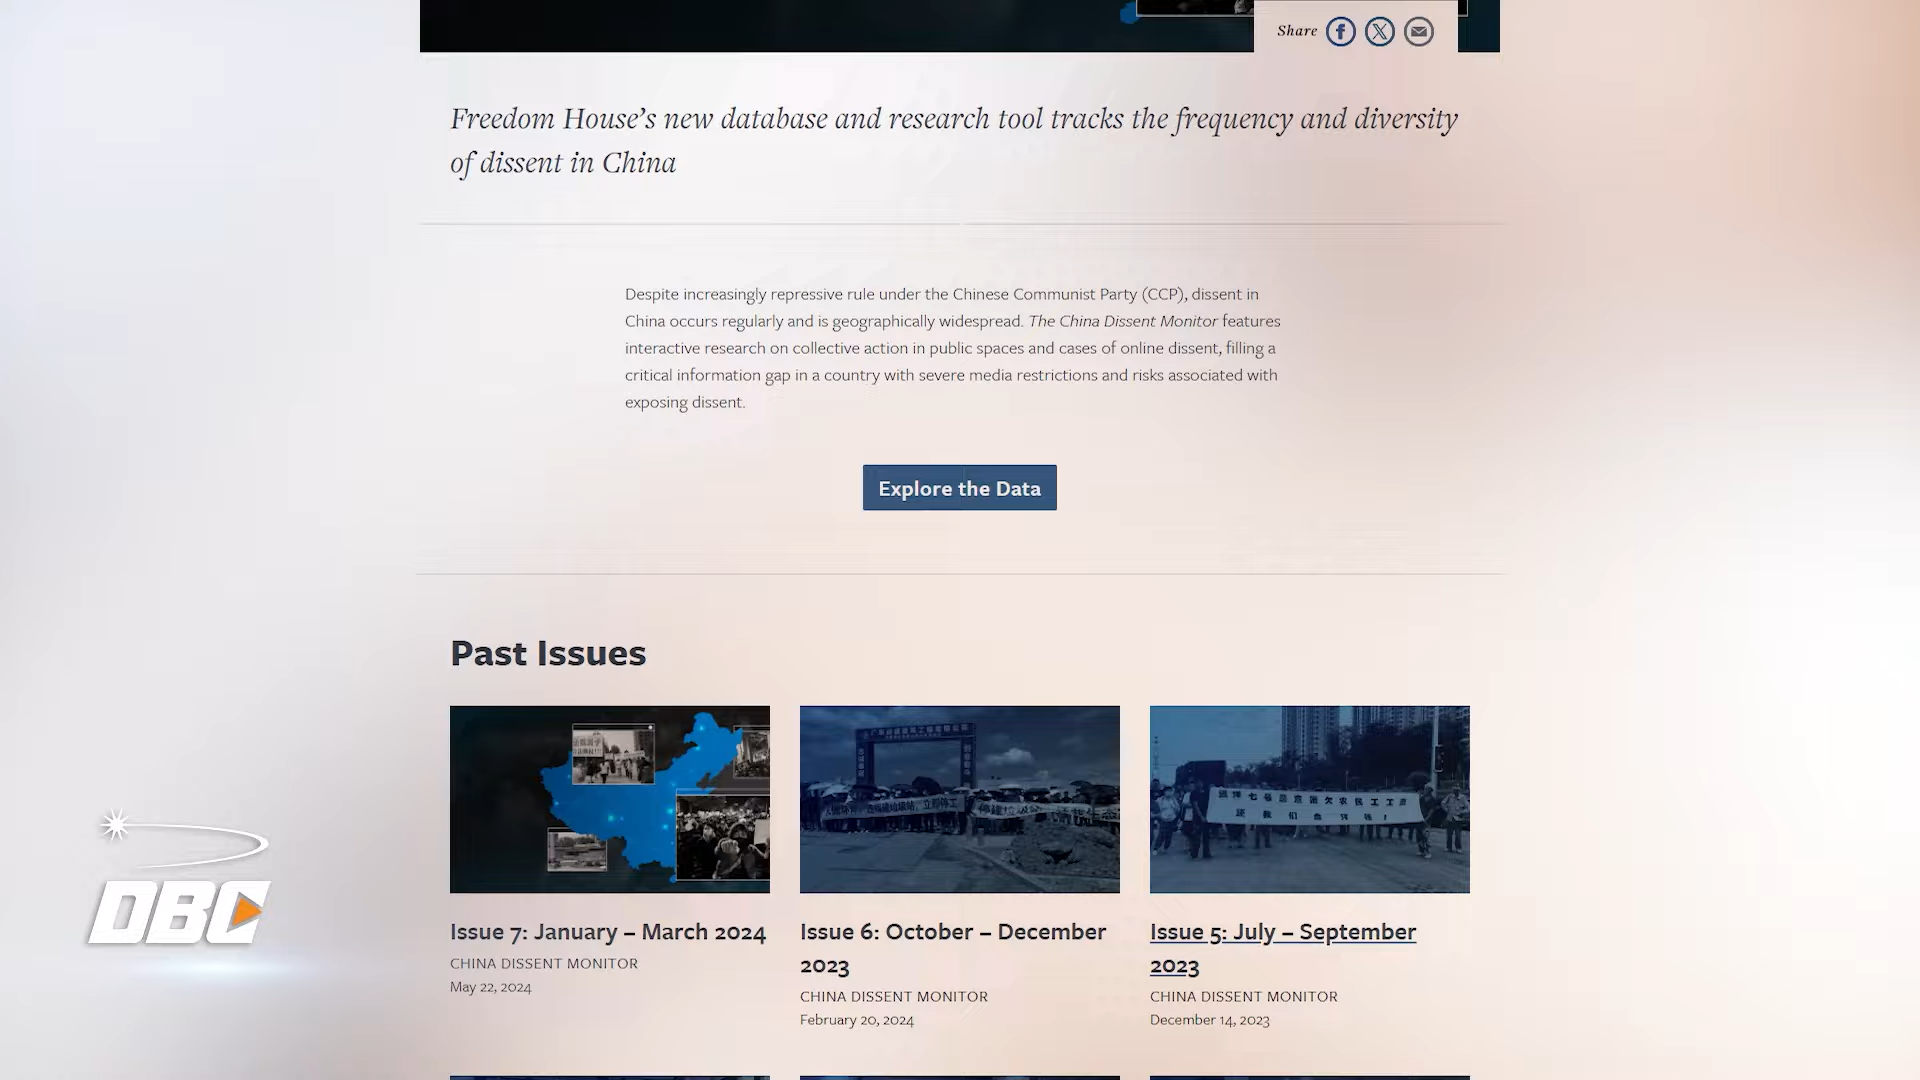 Share
Freedom House’s new database and research tool tracks the frequency and diversity
of dissent in China
Despite increasingly repressive rule under the Chinese Communist Party (CCP), dissent in
China occurs regularly and is geographically widespread. The China Dissent Monitor features
interactive research on collective action in public spaces and cases of online dissent, filling a
critical information gap in a country with severe media restrictions and risks associated with
exposing dissent.
Explore the Data
Past Issues
Issue 7: January – March 2024
CHINA DISSENT MONITOR
May 22, 2024
Issue 6: October – December
2023
CHINA DISSENT MONITOR
February 20, 2024
Issue 5: July – September
2023
CHINA DISSENT MONITOR
December 14, 2023
DBC